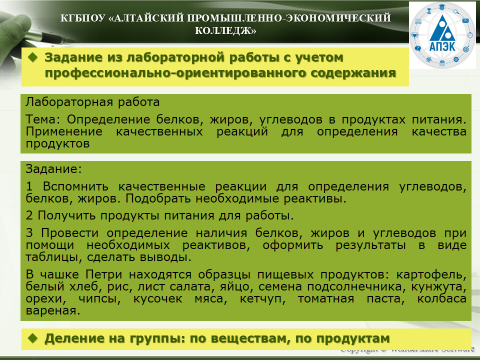 КГБПОУ «АЛТАЙСКИЙ ПРОМЫШЛЕННО-ЭКОНОМИЧЕСКИЙ
КОЛЛЕДЖ»
АПЭК
Задание из лабораторной работы с учетом
профессионально-ориентированного содержания
Лабораторная работа
Тема: Определение белков, жиров, углеводов в продуктах питания.
Применение качественных реакций для определения качества
продуктов
Задание:
1 Вспомнить качественные реакции для определения углеводов,
белков, жиров. Подобрать необходимые реактивы.
2 Получить продукты питания для работы.
3 Провести определение наличия белков, жиров и углеводов при
помощи необходимых реактивов, оформить результаты в виде
таблицы, сделать выводы.
В чашке Петри находятся образцы пищевых продуктов: картофель,
белый хлеб, рис, лист салата, яйцо, семена подсолнечника, кунжута,
орехи, чипсы, кусочек мяса, кетчуп, томатная паста, колбаса
вареная.
Деление на группы: по веществам, по продуктам